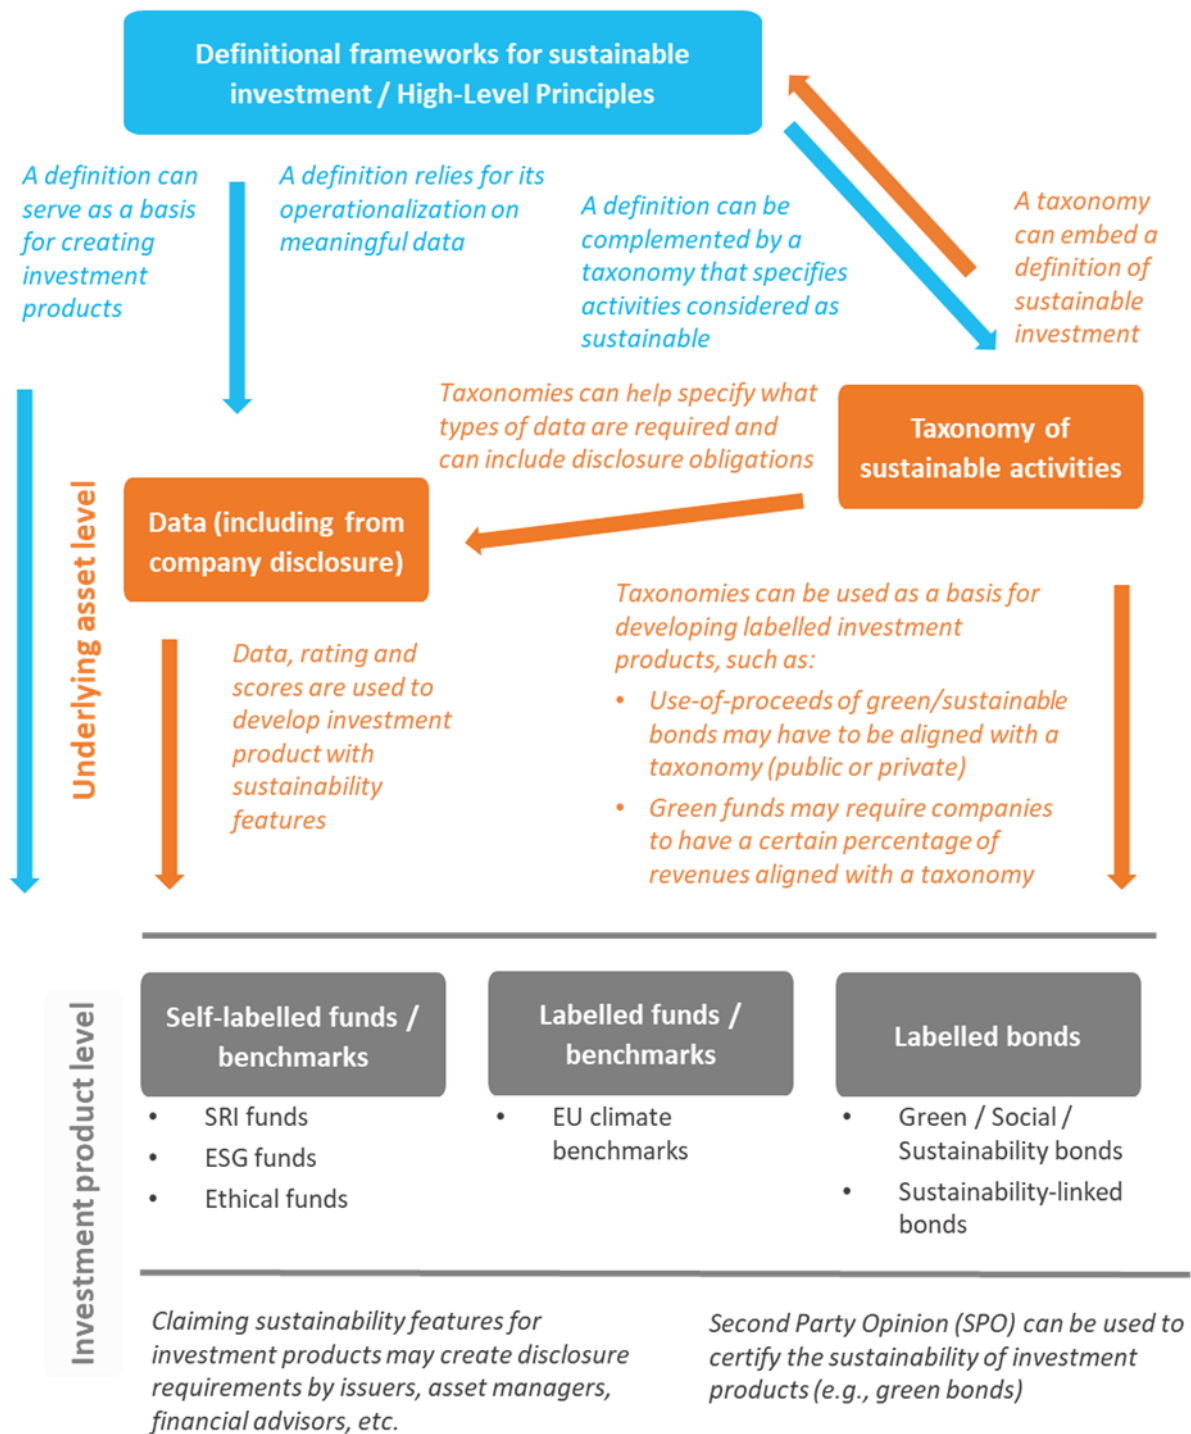 Definitional frameworks for sustainable
investment / High-Level Principles
A definition can
serve as a basis
for creating
investment
products
A definition relies for its
operationalization on
meaningful data
A definition can be
complemented by a
taxonomy that specifies
activities considered as
sustainable
A taxonomy
can embed a
definition of
sustainable
investment
Taxonomies can help specify what
types of data are required and
can include disclosure obligations
Taxonomy of
sustainable activities
Underlying asset level
Data (including from
company disclosure)
Data, rating and
scores are used to
develop investment
product with
sustainability
features
Taxonomies can be used as a basis for
developing labelled investment
products, such as:
• Use-of-proceeds of green/sustainable
bonds may have to be aligned with a
taxonomy (public or private)
• Green funds may require companies
to have a certain percentage of
revenues aligned with a taxonomy
Investment product level
Self-labelled funds /
benchmarks
• SRI funds
• ESG funds
• Ethical funds
Labelled funds /
benchmarks
• EU climate
benchmarks
Labelled bonds
• Green / Social /
Sustainability bonds
• Sustainability-linked
bonds
Claiming sustainability features for
investment products may create disclosure
requirements by issuers, asset managers,
financial advisors, etc.
Second Party Opinion (SPO) can be used to
certify the sustainability of investment
products (e.g., green bonds)